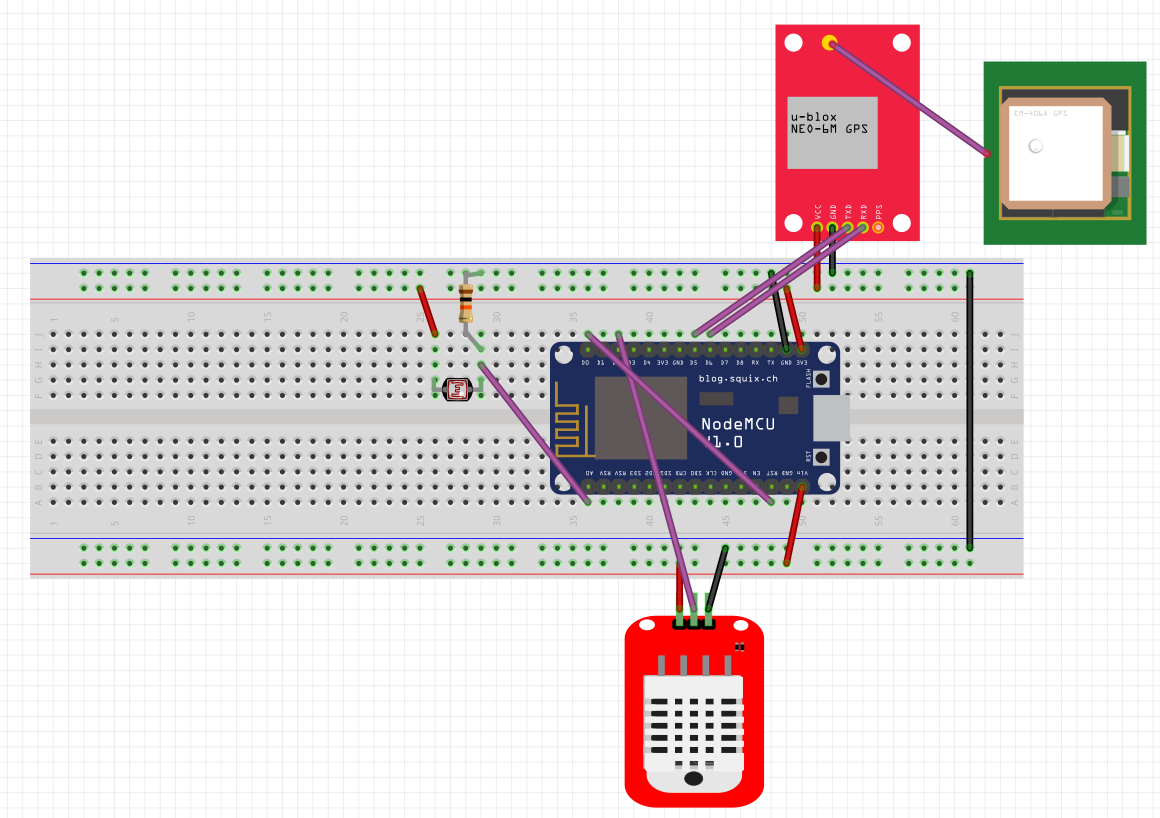 CM-406A GPS
u-blox
NEO-6M GPS
VCC GND TXD RXD PPS
1 5 10 15 20 25 30 35 40 45 50 55 60
J
I
H
G
F
D0 D1 D3 D4 3V3 GND D5 D6 D7 D8 RX TX GND 3V3
blog.squix.ch
FLASH
NodeMCU
V1.0
RST
A0 RSV RSV SD3 SD2 SD1 CMD SD0 CLK GND EN RST GND Vin
E
D
C
B
A
1 5 10 15 20 25 30 35 40 45 50 55 60